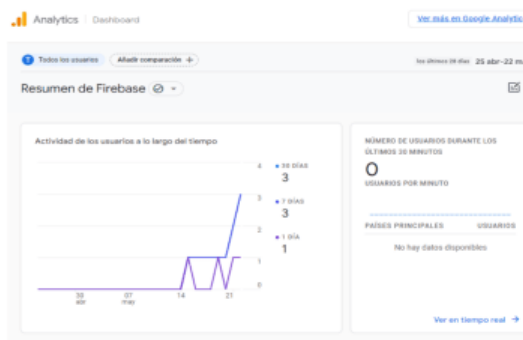 Analytics Dashboard
Ver más en Google Analytic
T Todos los usuarios Añadir comparación +
los últimos 28 días 25 abr-22 m
Resumen de Firebase
Actividad de los usuarios a lo largo del tiempo
4
3
2
1
0
30
abr
07
may
14
21
30 DÍAS
3
7 DÍAS
3
1 DÍA
1
NÚMERO DE USUARIOS DURANTE LOS
ÚLTIMOS 30 MINUTOS
0
USUARIOS POR MINUTO
PAÍSES PRINCIPALES USUARIOS
No hay datos disponibles
Ver en tiempo real →